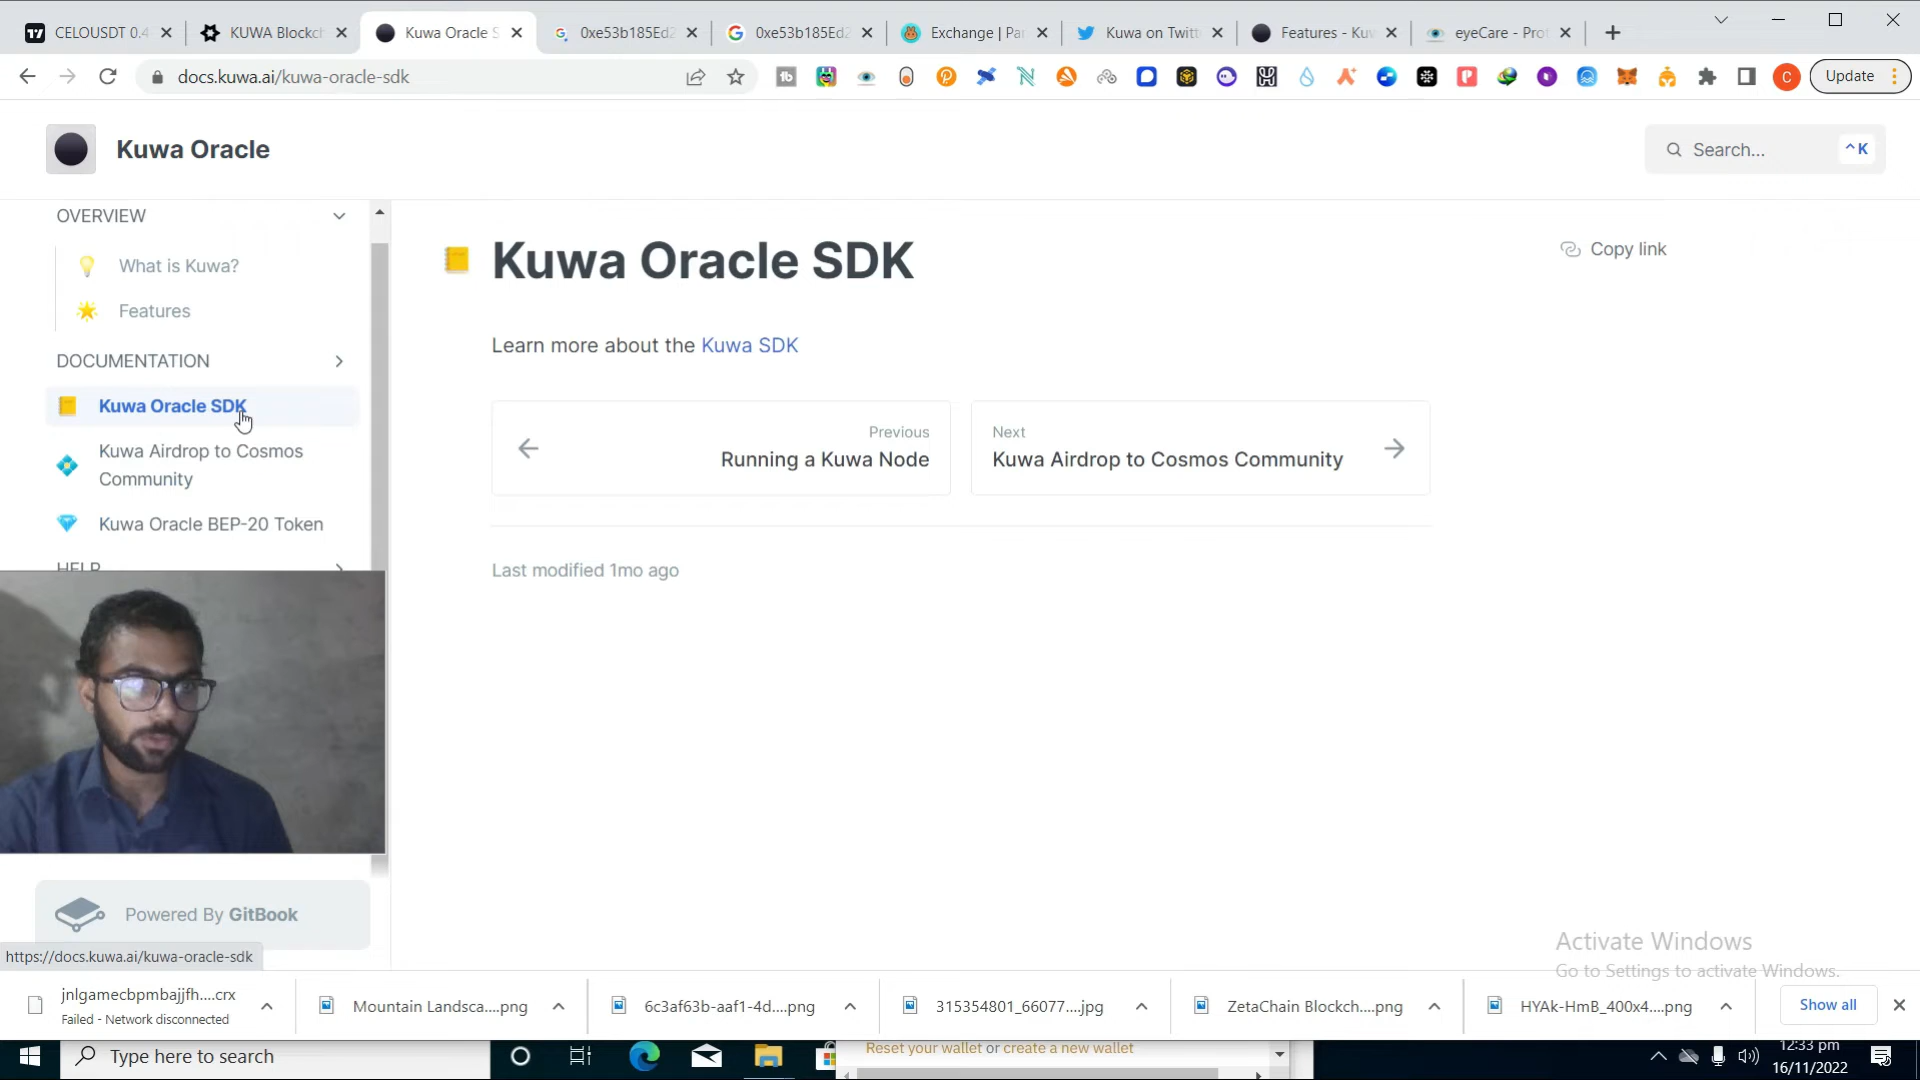 CELOUSDT 0.4
KUWA Blockch
Kuwa Oracle S
0xe53b185Ed2
0xe53b185Ed2
Exchange | Pa
Kuwa on Twitt
Features - Kuw
eyeCare - Prot
docs.kuwa.ai/kuwa-oracle-sdk
C
Update
Kuwa Oracle
Search...
^K
OVERVIEW
What is Kuwa?
Features
DOCUMENTATION
Kuwa Oracle SDK
Kuwa Airdrop to Cosmos
Community
Kuwa Oracle BEP-20 Token
HELP
Powered By GitBook
https://docs.kuwa.ai/kuwa-oracle-sdk
Kuwa Oracle SDK
Copy link
Learn more about the Kuwa SDK
Previous
Running a Kuwa Node
Next
Kuwa Airdrop to Cosmos Community
Last modified 1mo ago
Activate Windows
Go to Settings to activate Windows.
jnlgamecbpmbajjfh....crx
Failed - Network disconnected
Mountain Landsca....png
6c3af63b-aaf1-4d....png
315354801_66077....jpg
ZetaChain Blockch....png
HYAk-HmB_400x4....png
Show all
Type here to search
Reset your wallet or create a new wallet
12:33 pm
16/11/2022